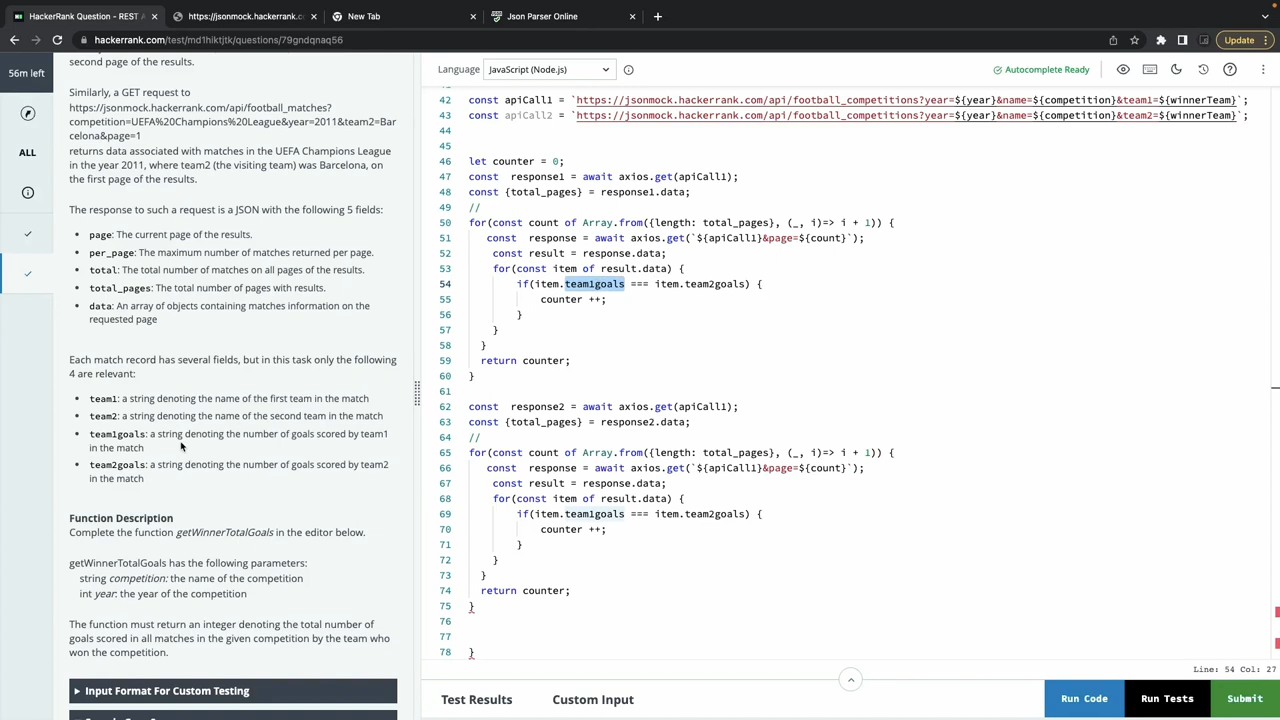 HackerRank Question - REST A
https://jsonmock.hackerrank.co
New Tab
Json Parser Online
hackerrank.com/test/md1hiktjtk/questions/79gndqnaq56
Update
56m left
ALL
second page of the results.
Similarly, a GET request to
https://jsonmock.hackerrank.com/api/football_matches?
competition=UEFA%20Champions%20League&year=2011&team2=Bar
celona&page=1
returns data associated with matches in the UEFA Champions League
in the year 2011, where team2 (the visiting team) was Barcelona, on
the first page of the results.
The response to such a request is a JSON with the following 5 fields:
page: The current page of the results.
per_page: The maximum number of matches returned per page.
total: The total number of matches on all pages of the results.
total_pages: The total number of pages with results.
data: An array of objects containing matches information on the
requested page
Each match record has several fields, but in this task only the following
4 are relevant:
team1: a string denoting the name of the first team in the match
team2: a string denoting the name of the second team in the match
team1goals: a string denoting the number of goals scored by team1
in the match
team2goals: a string denoting the number of goals scored by team2
in the match
Function Description
Complete the function getWinnerTotalGoals in the editor below.
getWinnerTotalGoals has the following parameters:
string competition: the name of the competition
int year: the year of the competition
The function must return an integer denoting the total number of
goals scored in all matches in the given competition by the team who
won the competition.
Input Format For Custom Testing
Language
JavaScript (Node.js)
Autocomplete Ready
42 const apiCall1 = `https://jsonmock.hackerrank.com/api/football_competitions?year=${year}&name=${competition}&team1=${winnerTeam}`;
43 const apiCall2 = `https://jsonmock.hackerrank.com/api/football_competitions?year=${year}&name=${competition}&team2=${winnerTeam}`;
44
45
46 let counter = 0;
47 const response1 = await axios.get(apiCall1);
48 const {total_pages} = response1.data;
49 //
50 for(const count of Array.from({length: total_pages}, (_, i)=> i + 1)) {
51 const response = await axios.get(`${apiCall1}&page=${count}`);
52 const result = response.data;
53 for(const item of result.data) {
54 if(item.team1goals === item.team2goals) {
55 counter ++;
56 }
57 }
58 }
59 return counter;
60 }
61
62 const response2 = await axios.get(apiCall1);
63 const {total_pages} = response2.data;
64 //
65 for(const count of Array.from({length: total_pages}, (_, i)=> i + 1)) {
66 const response = await axios.get(`${apiCall1}&page=${count}`);
67 const result = response.data;
68 for(const item of result.data) {
69 if(item.team1goals === item.team2goals) {
70 counter ++;
71 }
72 }
73 }
74 return counter;
75 }
76
77
78 }
Line: 54 Col: 27
Test Results
Custom Input
Run Code
Run Tests
Submit